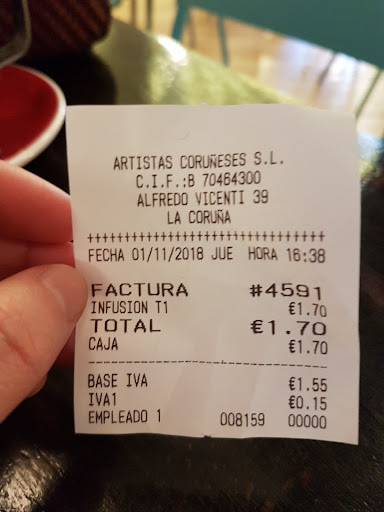 ARTISTAS CORUÑESES S.L.
C.I.F.:B 70464300
ALFREDO VICENTI 39
LA CORUÑA
++++++++++++++++++++++++++++++++
FECHA 01/11/2018 JUE HORA 16:38
FACTURA #4591
INFUSION T1 €1.70
TOTAL €1.70
CAJA €1.70
--------------------------------
BASE IVA €1.55
IVA1 €0.15
EMPLEADO 1 008159 00000